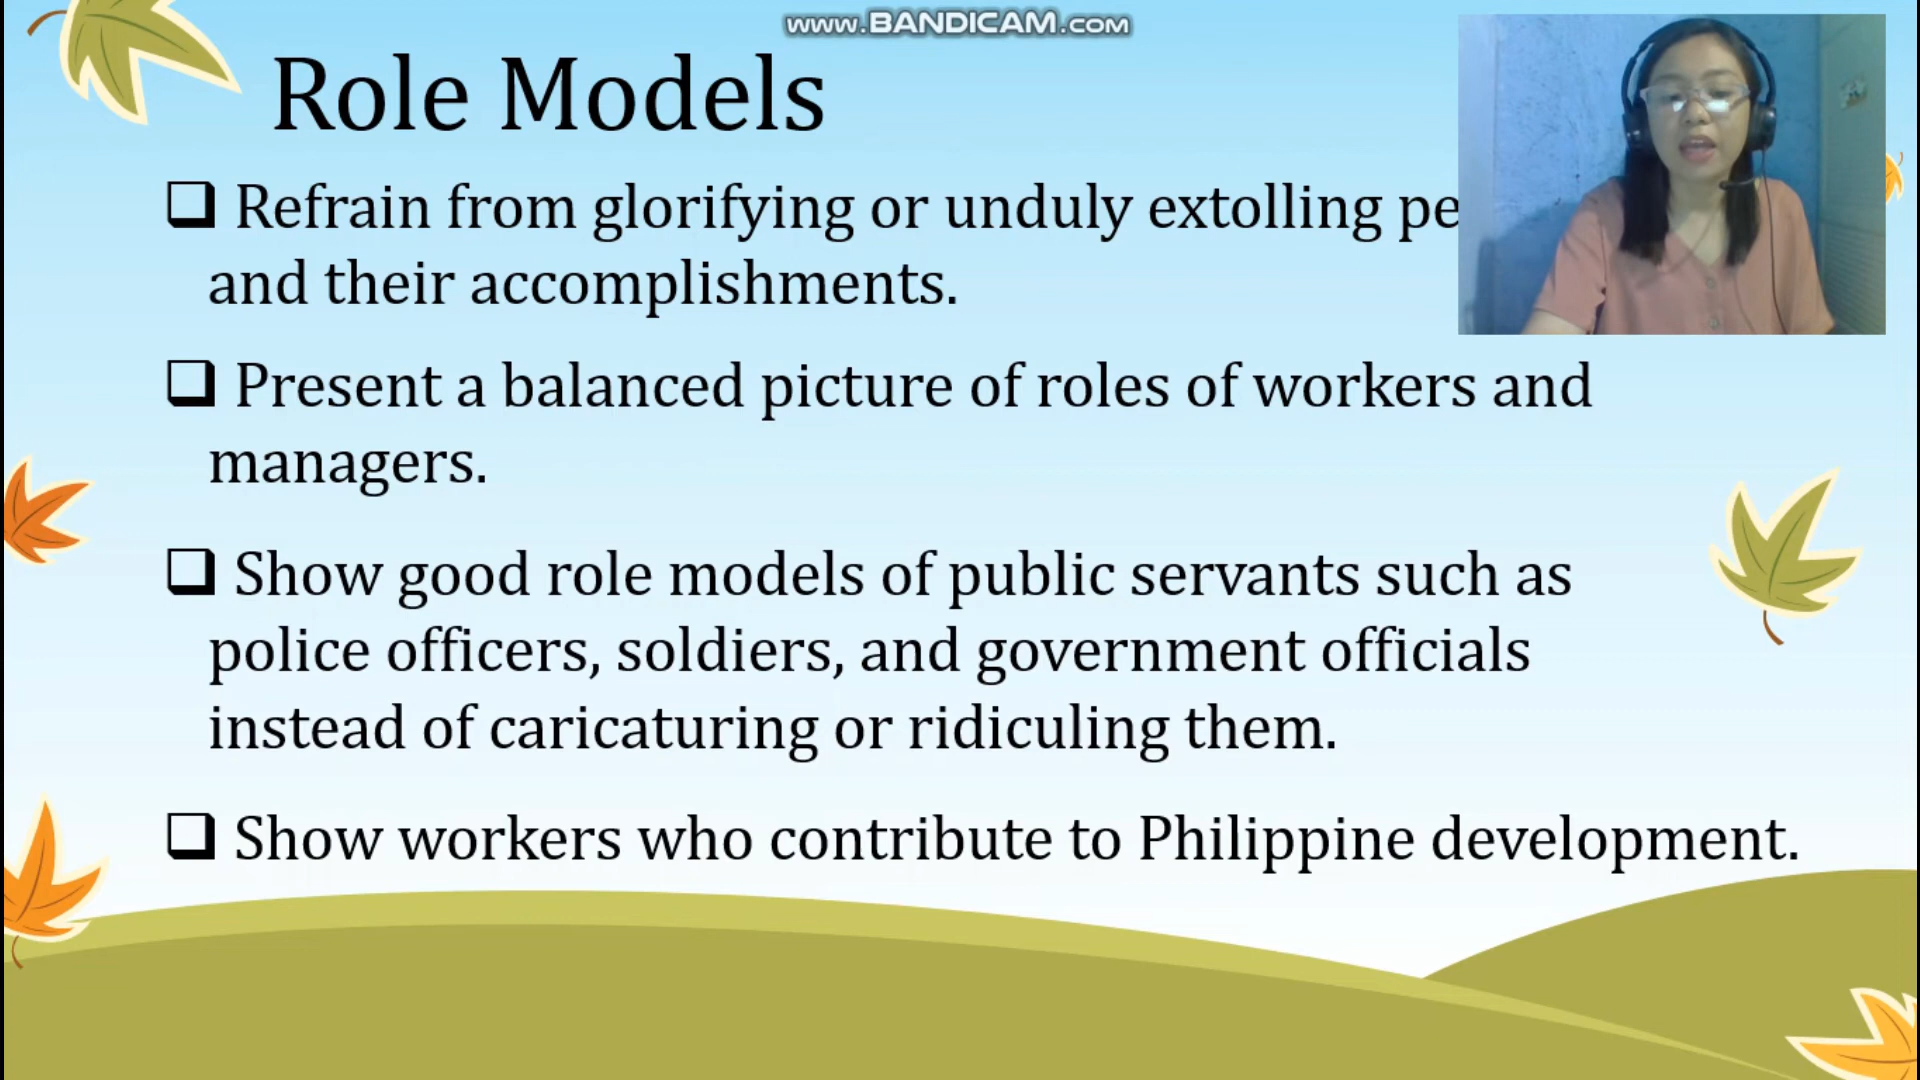 www.BANDICAM.com
Role Models
❑ Refrain from glorifying or unduly extolling
and their accomplishments.
❑ Present a balanced picture of roles of workers and
managers.
❑ Show good role models of public servants such as
police officers, soldiers, and government officials
instead of caricaturing or ridiculing them.
❑ Show workers who contribute to Philippine development.